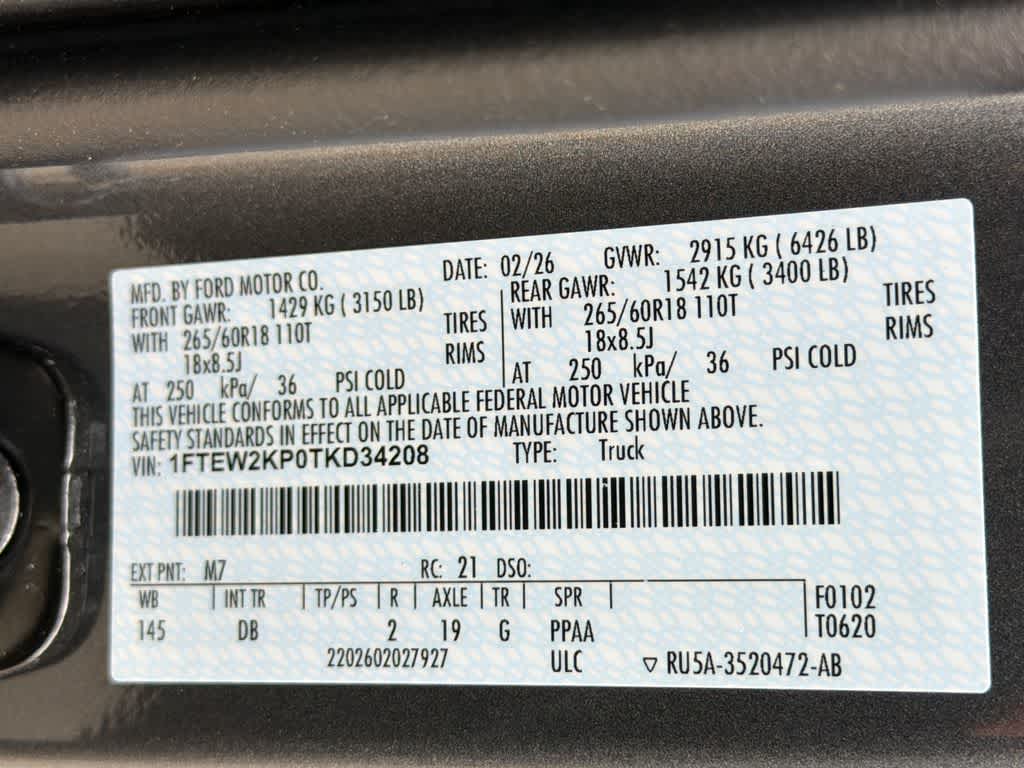 MFD. BY FORD MOTOR CO. DATE: 02/26 GVWR: 2915 KG ( 6426 LB)
FRONT GAWR: 1429 KG ( 3150 LB) REAR GAWR: 1542 KG ( 3400 LB)
WITH 265/60R18 110T TIRES WITH 265/60R18 110T TIRES
18x8.5J RIMS 18x8.5J RIMS
AT 250 kPa/ 36 PSI COLD AT 250 kPa/ 36 PSI COLD
THIS VEHICLE CONFORMS TO ALL APPLICABLE FEDERAL MOTOR VEHICLE
SAFETY STANDARDS IN EFFECT ON THE DATE OF MANUFACTURE SHOWN ABOVE.
VIN: 1FTEW2KP0TKD34208 TYPE: Truck
EXT PNT: M7 RC: 21 DSO:
WB INT TR TP/PS R AXLE TR SPR F0102
145 DB 2 19 G PPAA T0620
2202602027927 ULC ▽ RU5A-3520472-AB